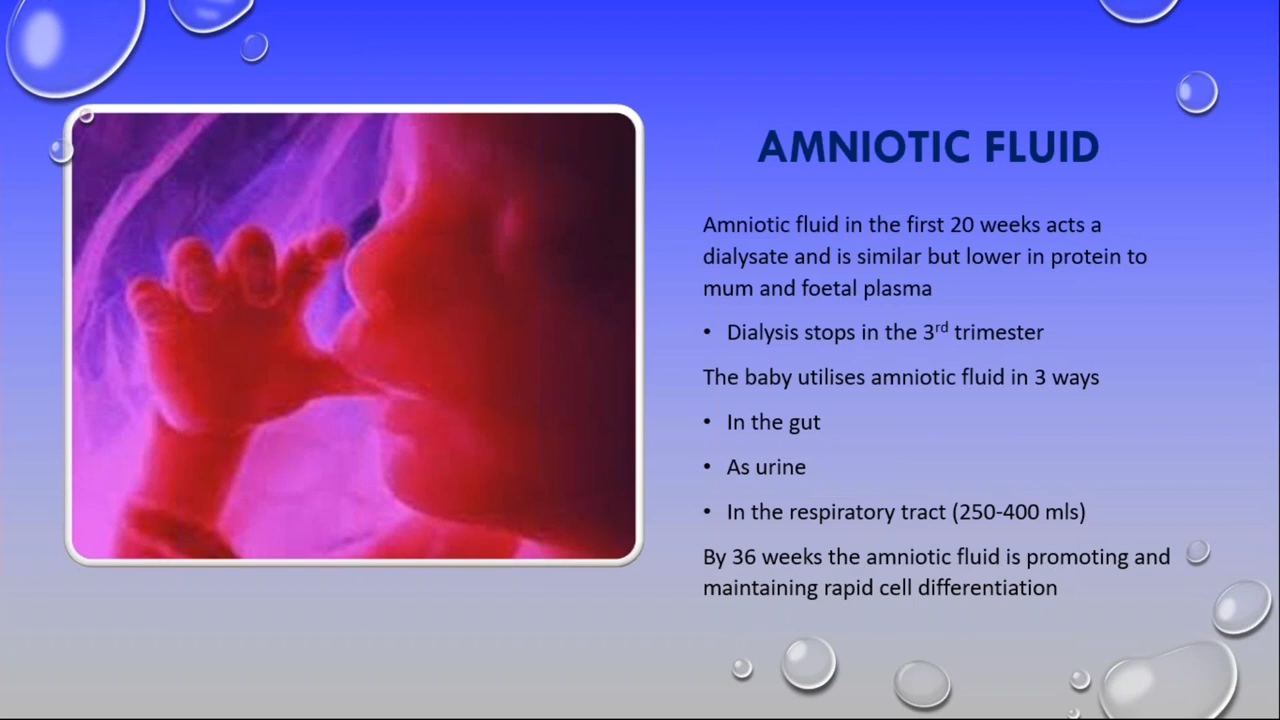 AMNIOTIC FLUID
Amniotic fluid in the first 20 weeks acts a
dialysate and is similar but lower in protein to
mum and foetal plasma
• Dialysis stops in the 3rd trimester
The baby utilises amniotic fluid in 3 ways
• In the gut
• As urine
• In the respiratory tract (250-400 mls)
By 36 weeks the amniotic fluid is promoting and
maintaining rapid cell differentiation